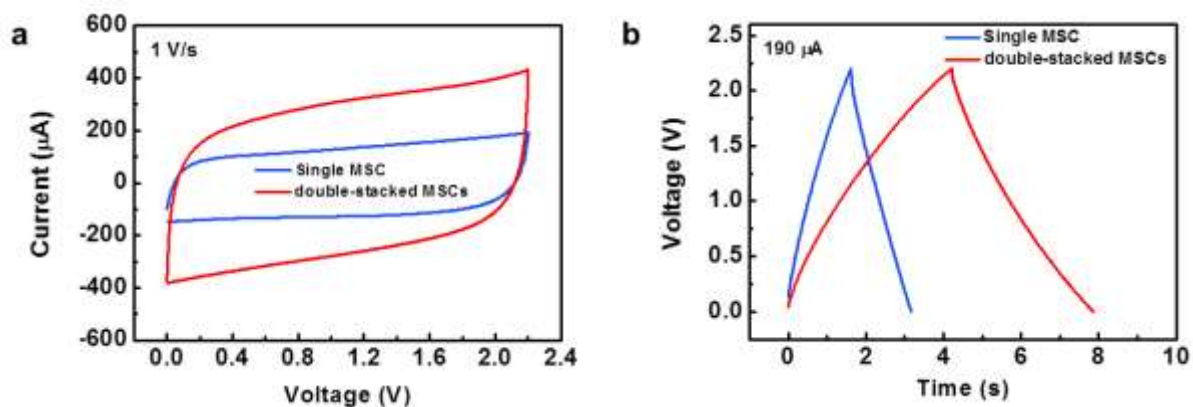 a
1 V/s
600
400
200
0
-200
-400
-600
Current (μA)
Single MSC
double-stacked MSCs
0.0 0.4 0.8 1.2 1.6 2.0 2.4
Voltage (V)
b
190 μA
Single MSC
double-stacked MSCs
2.5
2.0
1.5
1.0
0.5
0.0
Voltage (V)
0 2 4 6 8 10
Time (s)